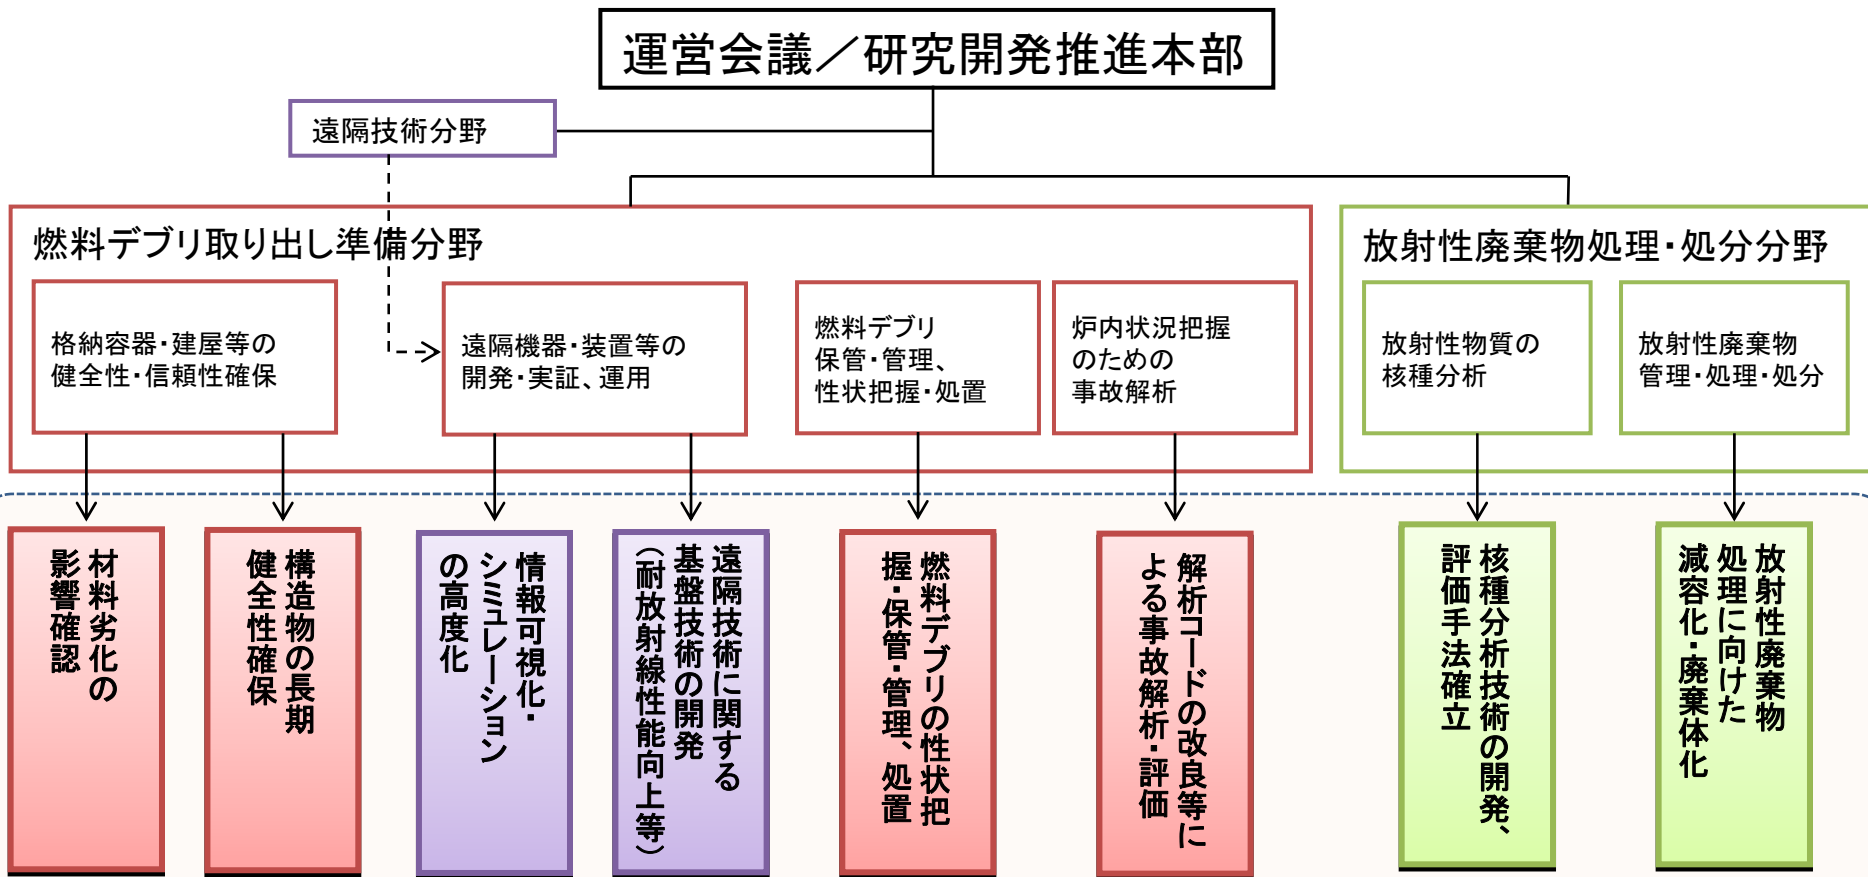 運営会議／研究開発推進本部
遠隔技術分野
燃料デブリ取り出し準備分野
格納容器・建屋等の
健全性・信頼性確保
遠隔機器・装置等の
開発・実証、運用
燃料デブリ
保管・管理、
性状把握・処置
炉内状況把握
のための
事故解析
放射性廃棄物処理・処分分野
放射性物質の
核種分析
放射性廃棄物
管理・処理・処分
材料劣化の
影響確認
構造物の長期
健全性確保
情報可視化・
シミュレーション
の高度化
遠隔技術に関する
基盤技術の開発
（耐放射線性能向上等）
燃料デブリの性状把
握・保管・管理、処置
解析コードの改良等に
よる事故解析・評価
核種分析技術の開発、
評価手法確立
放射性廃棄物
処理に向けた
減容化・廃棄体化